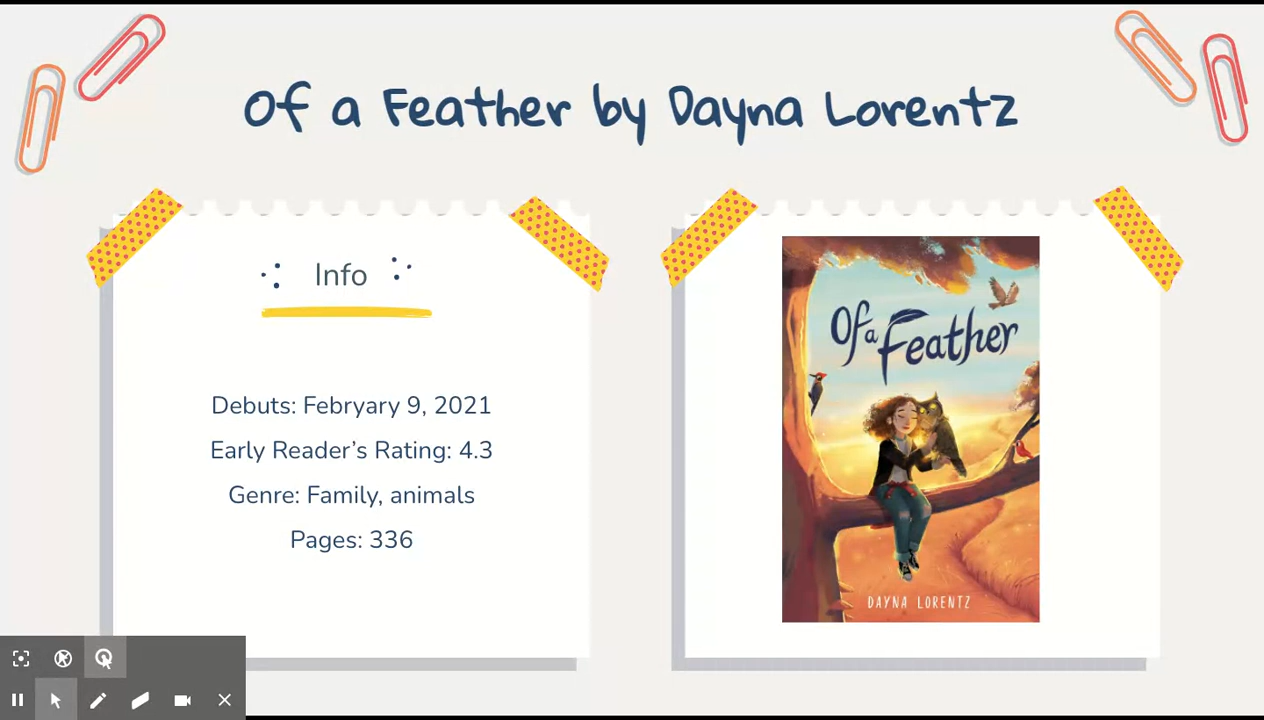 Of a Feather by Dayna Lorentz
Info
Debuts: Febryary 9, 2021
Early Reader's Rating: 4.3
Genre: Family, animals
Pages: 336
Of a Feather
DAYNA LORENTZ